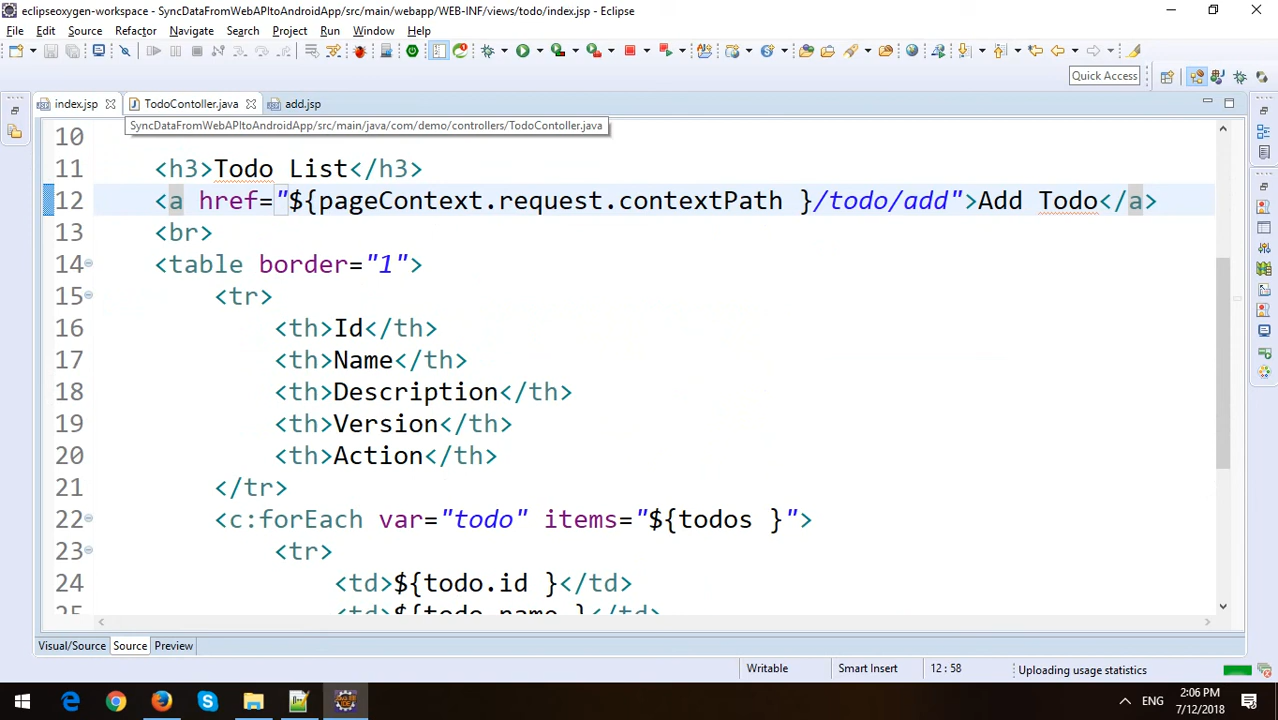 eclipseoxygen-workspace - SyncDataFromWebAPItoAndroidApp/src/main/webapp/WEB-INF/views/todo/index.jsp - Eclipse
File Edit Source Refactor Navigate Search Project Run Window Help
Quick Access
index.jsp TodoContoller.java add.jsp
SyncDataFromWebAPItoAndroidApp/src/main/java/com/demo/controllers/TodoContoller.java
10
11 <h3>Todo List</h3>
12 <a href="${pageContext.request.contextPath }/todo/add">Add Todo</a>
13 <br>
14 <table border="1">
15 <tr>
16 <th>Id</th>
17 <th>Name</th>
18 <th>Description</th>
19 <th>Version</th>
20 <th>Action</th>
21 </tr>
22 <c:forEach var="todo" items="${todos }">
23 <tr>
24 <td>${todo.id }</td>
25 <td>${todo.name }</td>
Visual/Source Source Preview
Writable Smart Insert 12 : 58 Uploading usage statistics
ENG 2:06 PM
7/12/2018